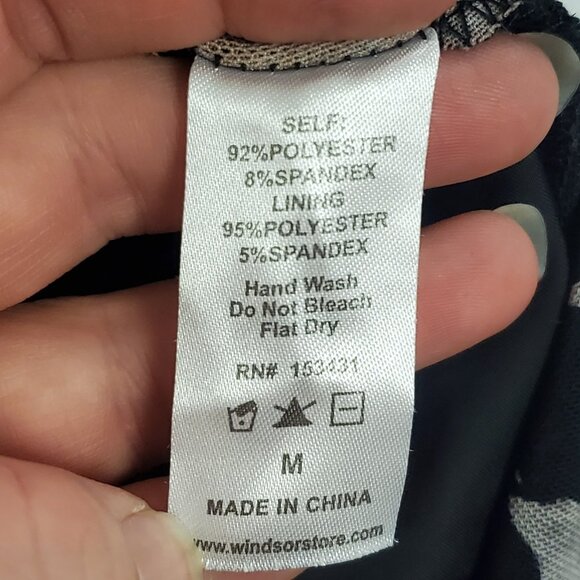 SELF:
92%POLYESTER
8%SPANDEX
LINING
95%POLYESTER
5%SPANDEX
Hand Wash
Do Not Bleach
Flat Dry
RN# 153431
M
MADE IN CHINA
www.windsorstore.com